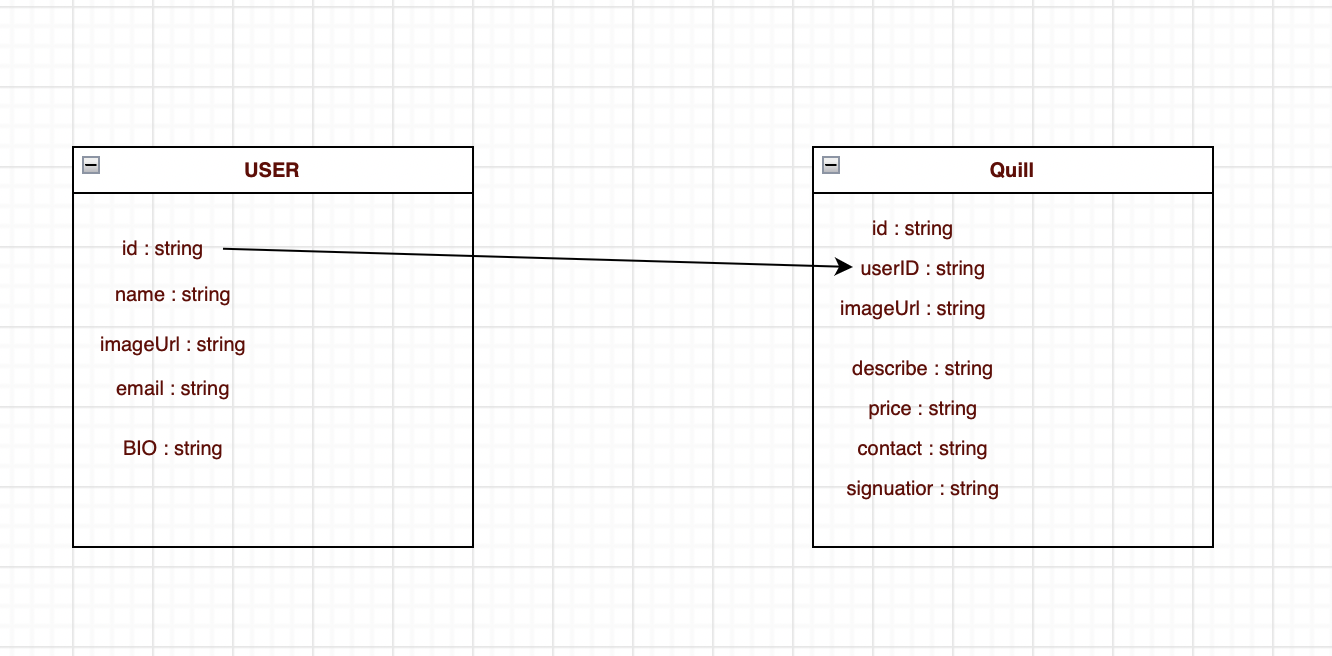 USER
id : string
name : string
imageUrl : string
email : string
BIO : string
Quill
id : string
userID : string
imageUrl : string
describe : string
price : string
contact : string
signuatior : string